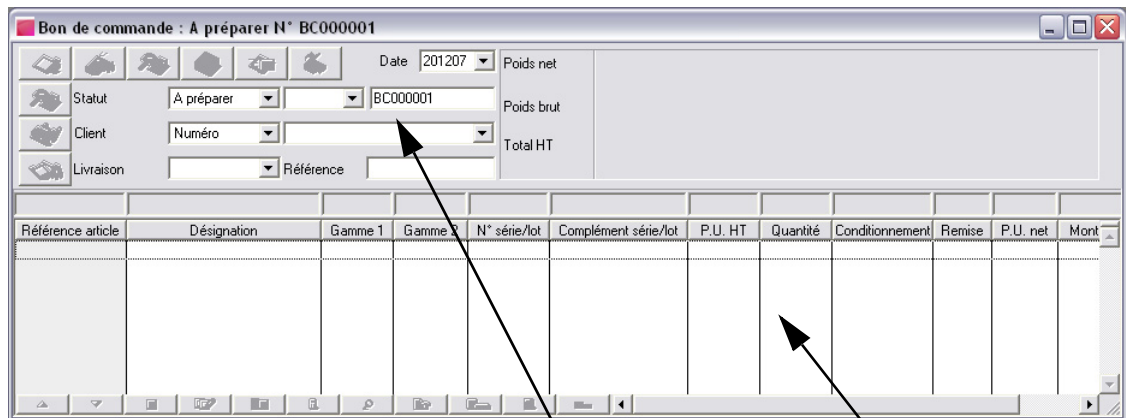 Bon de commande : A préparer N° BC000001
Date 201207 Poids net
Statut A préparer BC000001 Poids brut
Client Numéro Total HT
Livraison Référence
Référence article Désignation Gamme 1 Gamme 2 N° série/lot Complément série/lot P.U. HT Quantité Conditionnement Remise P.U. net Mont